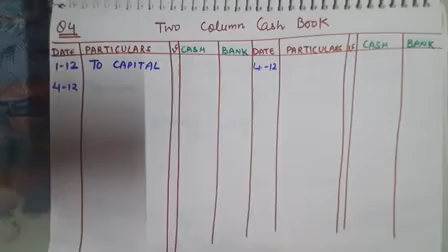 Q4 Two Column Cash Book
DATE PARTICULARS LF CASH BANK DATE PARTICULARS LF CASH BANK
1-12 TO CAPITAL 4-12
4-12